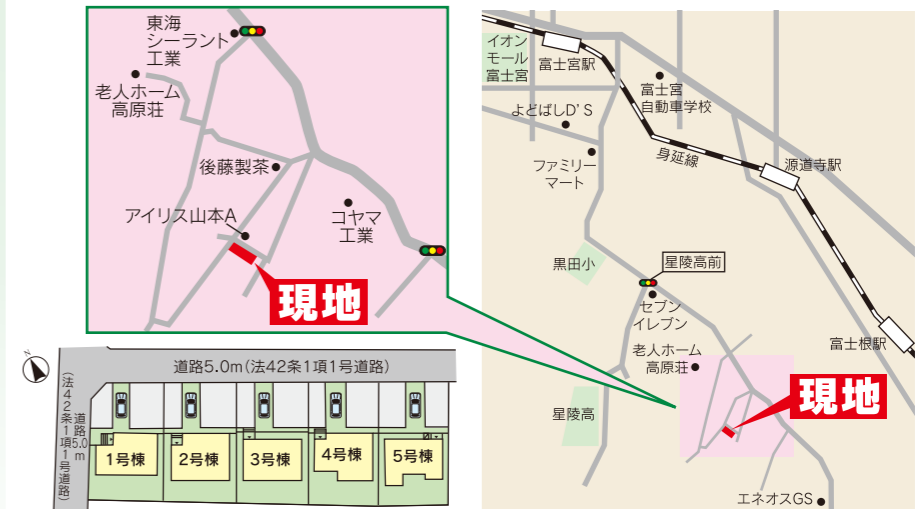 東海
シーラント
工業
老人ホーム
高原荘
後藤製茶
アイリス山本A
コヤマ
工業
現地
N
道路5.0m(法42条1項1号道路)
道路5.0m
(法42条1項1号道路)
1号棟
2号棟
3号棟
4号棟
5号棟
イオン
モール
富士宮
富士宮駅
富士宮
自動車学校
よどばしD'S
ファミリー
マート
身延線
源道寺駅
黒田小
星陵高前
セブン
イレブン
老人ホーム
高原荘
富士根駅
星陵高
現地
エネオスGS